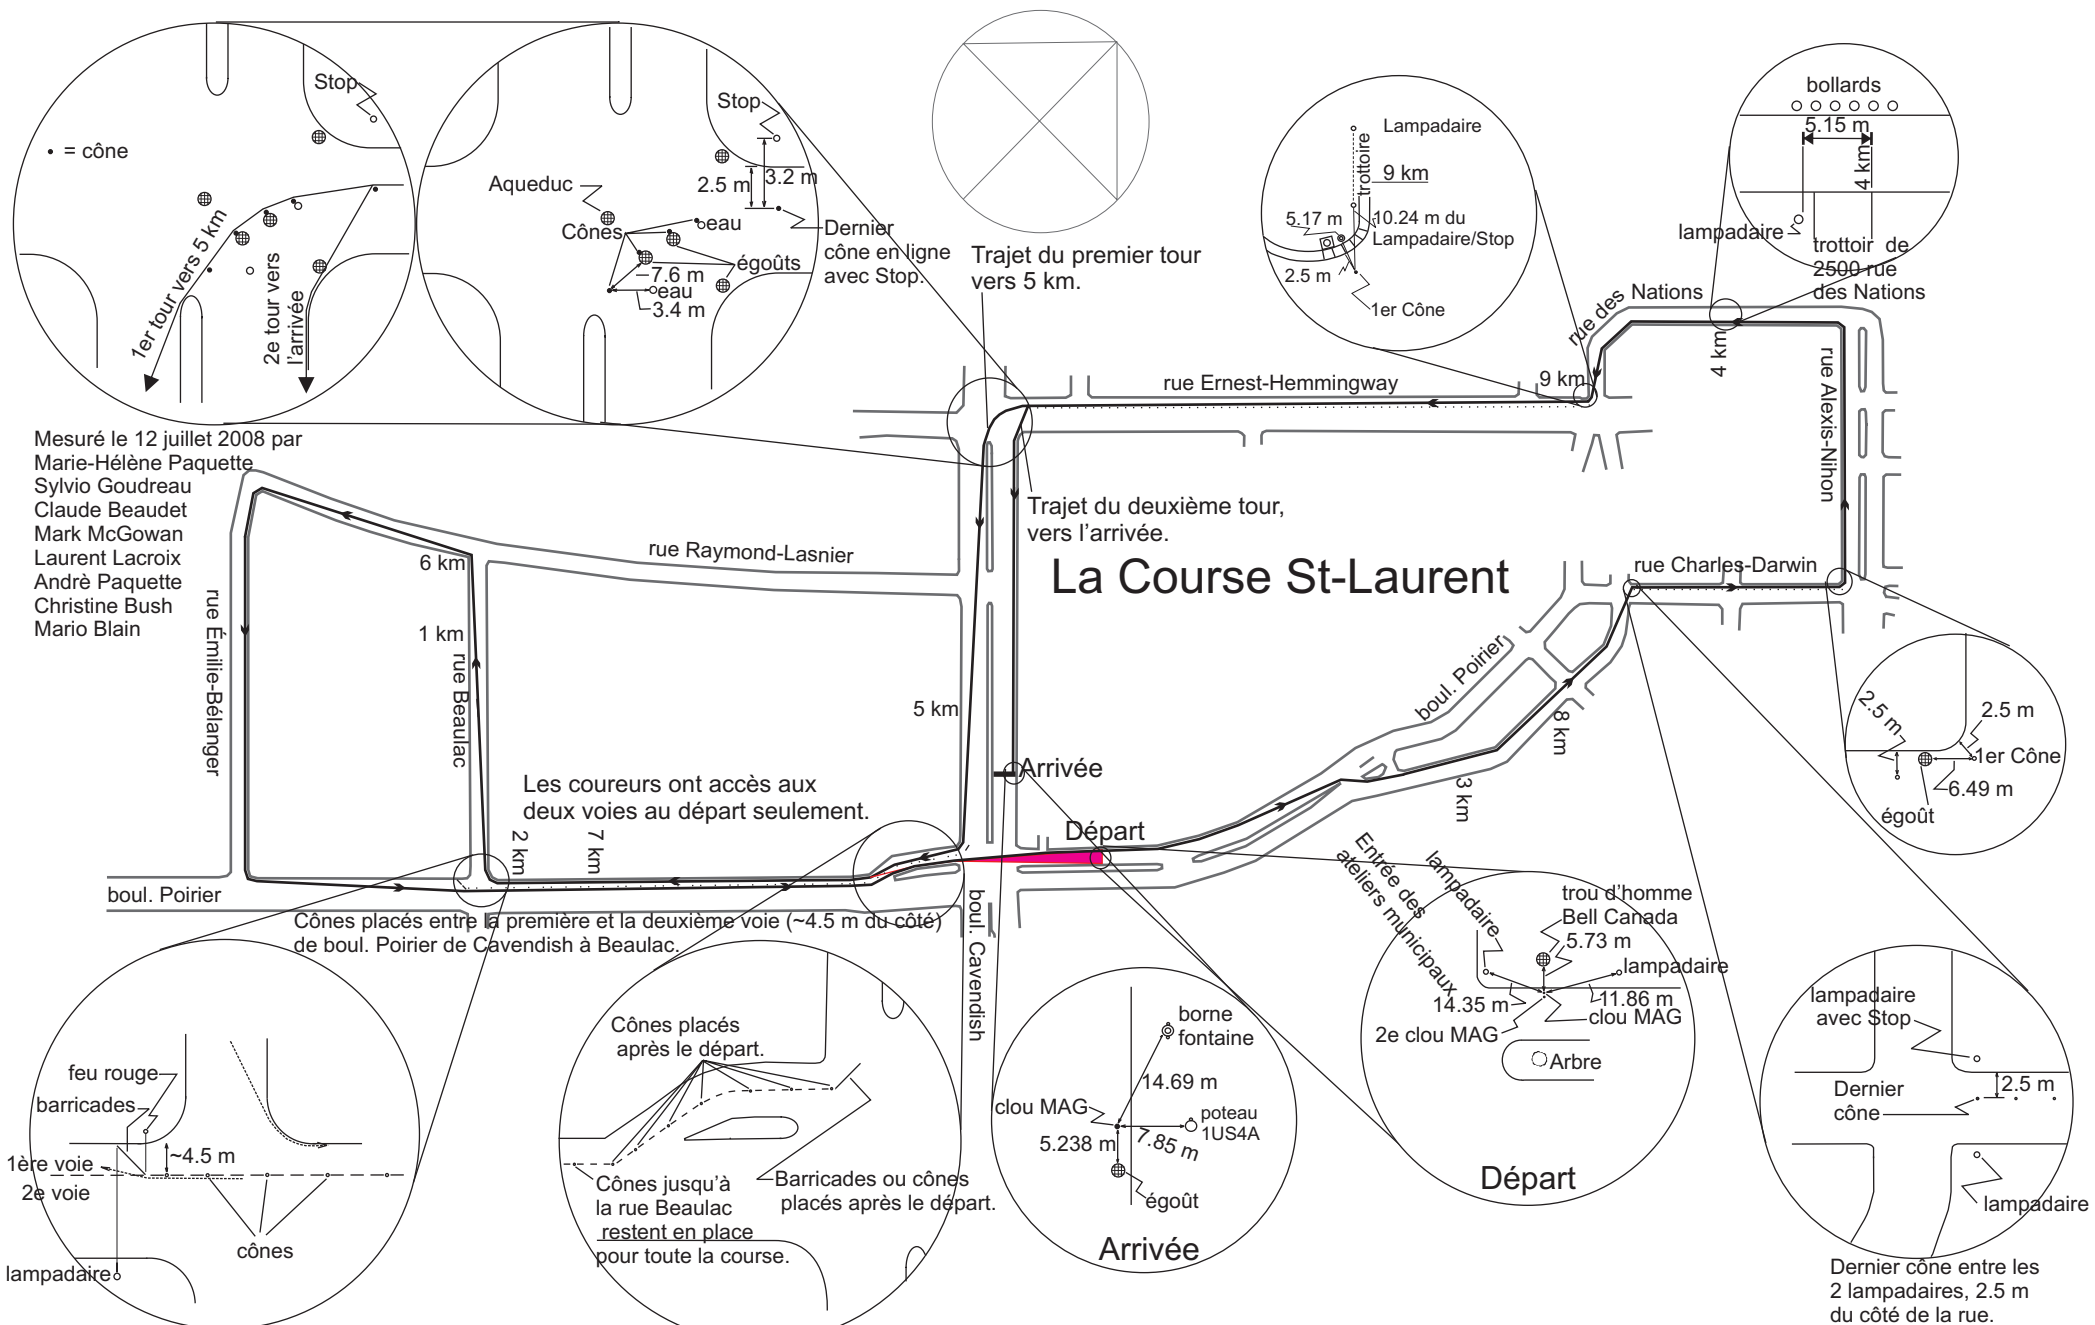 Stop
• = cône
1er tour vers 5 km
2e tour vers
l'arrivée
Stop
2.5 m
3.2 m
Aqueduc
Cônes
eau
égoûts
7.6 m
eau
3.4 m
Dernier
cône en ligne
avec Stop.
Trajet du premier tour
vers 5 km.
Lampadaire
trottoire
9 km
5.17 m
10.24 m du
Lampadaire/Stop
2.5 m
1er Cône
bollards
5.15 m
4 km
lampadaire
trottoir de
2500 rue
des Nations
Mesuré le 12 juillet 2008 par
Marie-Hélène Paquette
Sylvio Goudreau
Claude Beaudet
Mark McGowan
Laurent Lacroix
Andrè Paquette
Christine Bush
Mario Blain
rue des Nations
4 km
rue Ernest-Hemmingway
9 km
rue Alexis-Nihon
Trajet du deuxième tour,
vers l'arrivée.
La Course St-Laurent
rue Raymond-Lasnier
6 km
1 km
rue Émilie-Bélanger
rue Beaulac
rue Charles-Darwin
boul. Poirier
8 km
3 km
5 km
Arrivée
Départ
Les coureurs ont accès aux
deux voies au départ seulement.
2 km
7 km
boul. Poirier
Cônes placés entre la première et la deuxième voie (~4.5 m du côté)
de boul. Poirier de Cavendish à Beaulac.
boul. Cavendish
2.5 m
2.5 m
1er Cône
6.49 m
égoût
Entrée des
ateliers municipaux
lampadaire
trou d'homme
Bell Canada
5.73 m
lampadaire
14.35 m
11.86 m
clou MAG
2e clou MAG
Arbre
Départ
feu rouge
barricades
~4.5 m
1ère voie
2e voie
cônes
lampadaire
Cônes placés
après le départ.
Cônes jusqu'à
la rue Beaulac
restent en place
pour toute la course.
Barricades ou cônes
placés après le départ.
borne
fontaine
14.69 m
clou MAG
poteau
1US4A
5.238 m
7.85 m
égoût
Arrivée
lampadaire
avec Stop
2.5 m
Dernier
cône
lampadaire
Dernier cône entre les
2 lampadaires, 2.5 m
du côté de la rue.